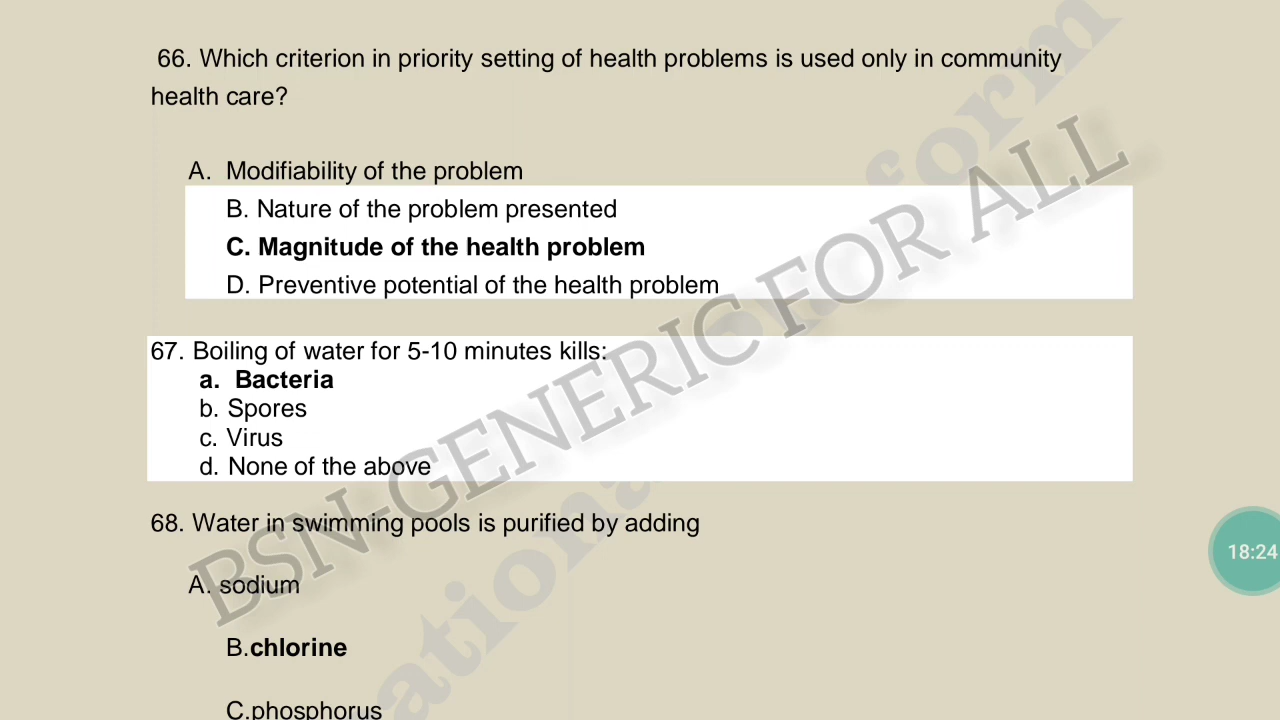 66. Which criterion in priority setting of health problems is used only in community
health care?
A. Modifiability of the problem
B. Nature of the problem presented
C. Magnitude of the health problem
D. Preventive potential of the health problem
67. Boiling of water for 5-10 minutes kills:
a. Bacteria
b. Spores
c. Virus
d. None of the above
68. Water in swimming pools is purified by adding
A. sodium
B.chlorine
C.phosphorus
BSN-GENERIC FOR ALL
18:24